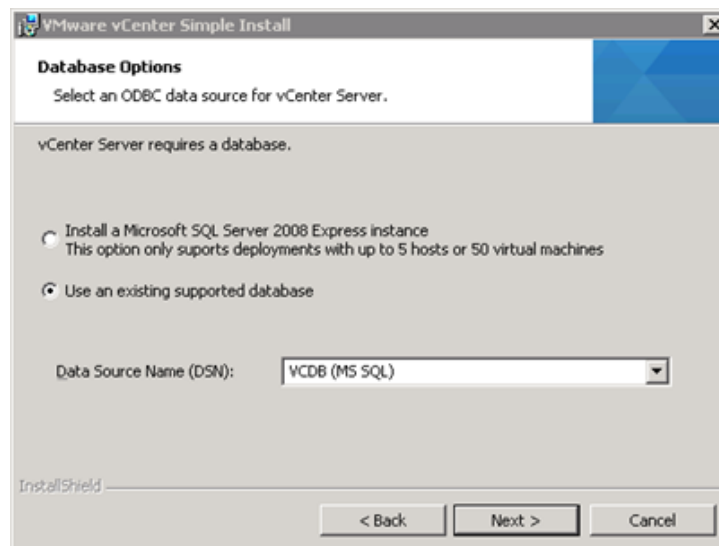 VMware vCenter Simple Install
Database Options
Select an ODBC data source for vCenter Server.
vCenter Server requires a database.
Install a Microsoft SQL Server 2008 Express instance
This option only suports deployments with up to 5 hosts or 50 virtual machines
Use an existing supported database
Data Source Name (DSN):
VCDB (MS SQL)
InstallShield
< Back
Next >
Cancel